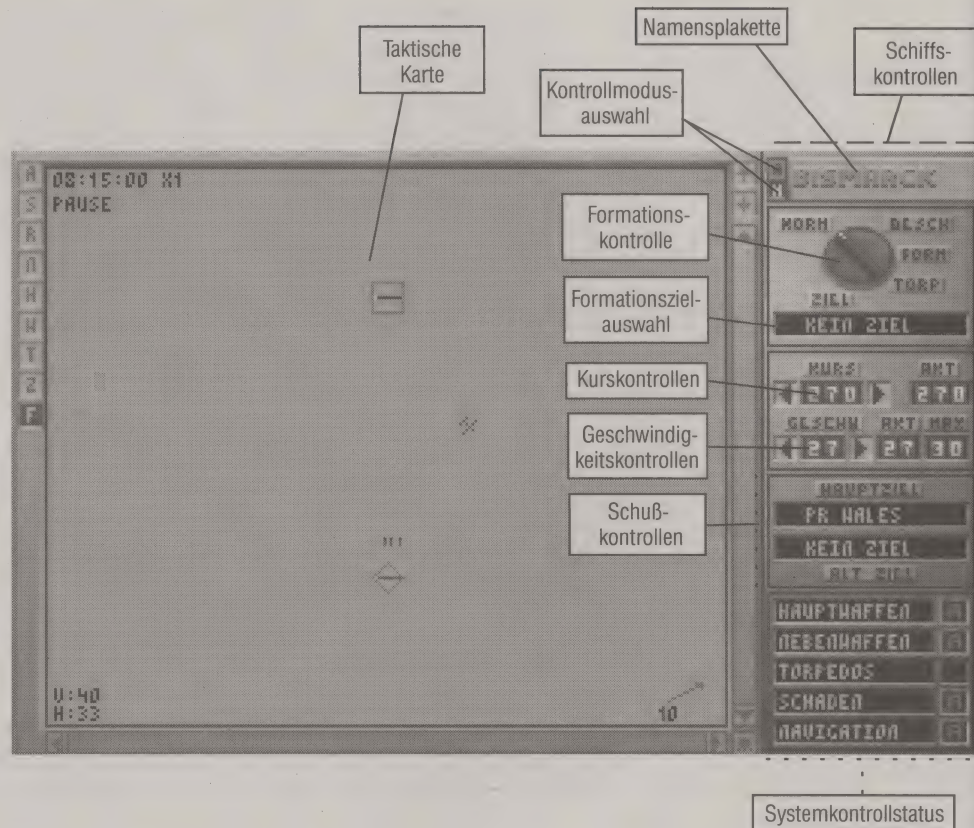 Namensplakette
Taktische
Karte
Schiffs-
kontrollen
Kontrollmodus-
auswahl
08:15:00 X1
PAUSE
A
S
R
N
H
W
T
Z
F
BISMARCK
Formations-
kontrolle
NORM
GESCH
FORM
TORP
ZIEL
Formationsziel-
auswahl
KEIN ZIEL
Kurskontrollen
KURS
AKT
270
270
Geschwindig-
keitskontrollen
GESCHW
AKT
MAX
27
27
30
Schuß-
kontrollen
HAUPTZIEL
PR WALES
KEIN ZIEL
ALT ZIEL
HAUPTWAFFEN
NEBENWAFFEN
TORPEDOS
SCHADEN
NAVIGATION
V:40
H:33
10
Systemkontrollstatus